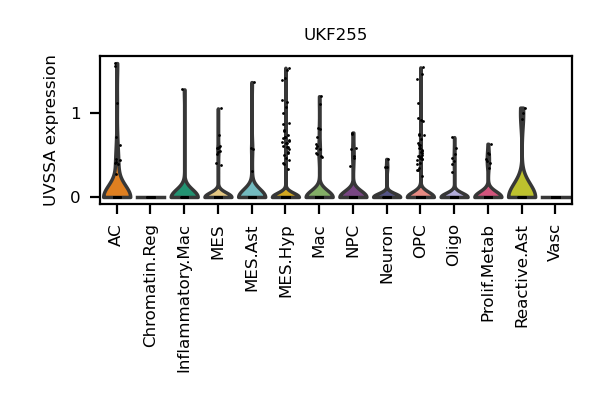 UKF255
UVSSA expression
1
0
AC
Chromatin.Reg
Inflammatory.Mac
MES
MES.Ast
MES.Hyp
Mac
NPC
Neuron
OPC
Oligo
Prolif.Metab
Reactive.Ast
Vasc